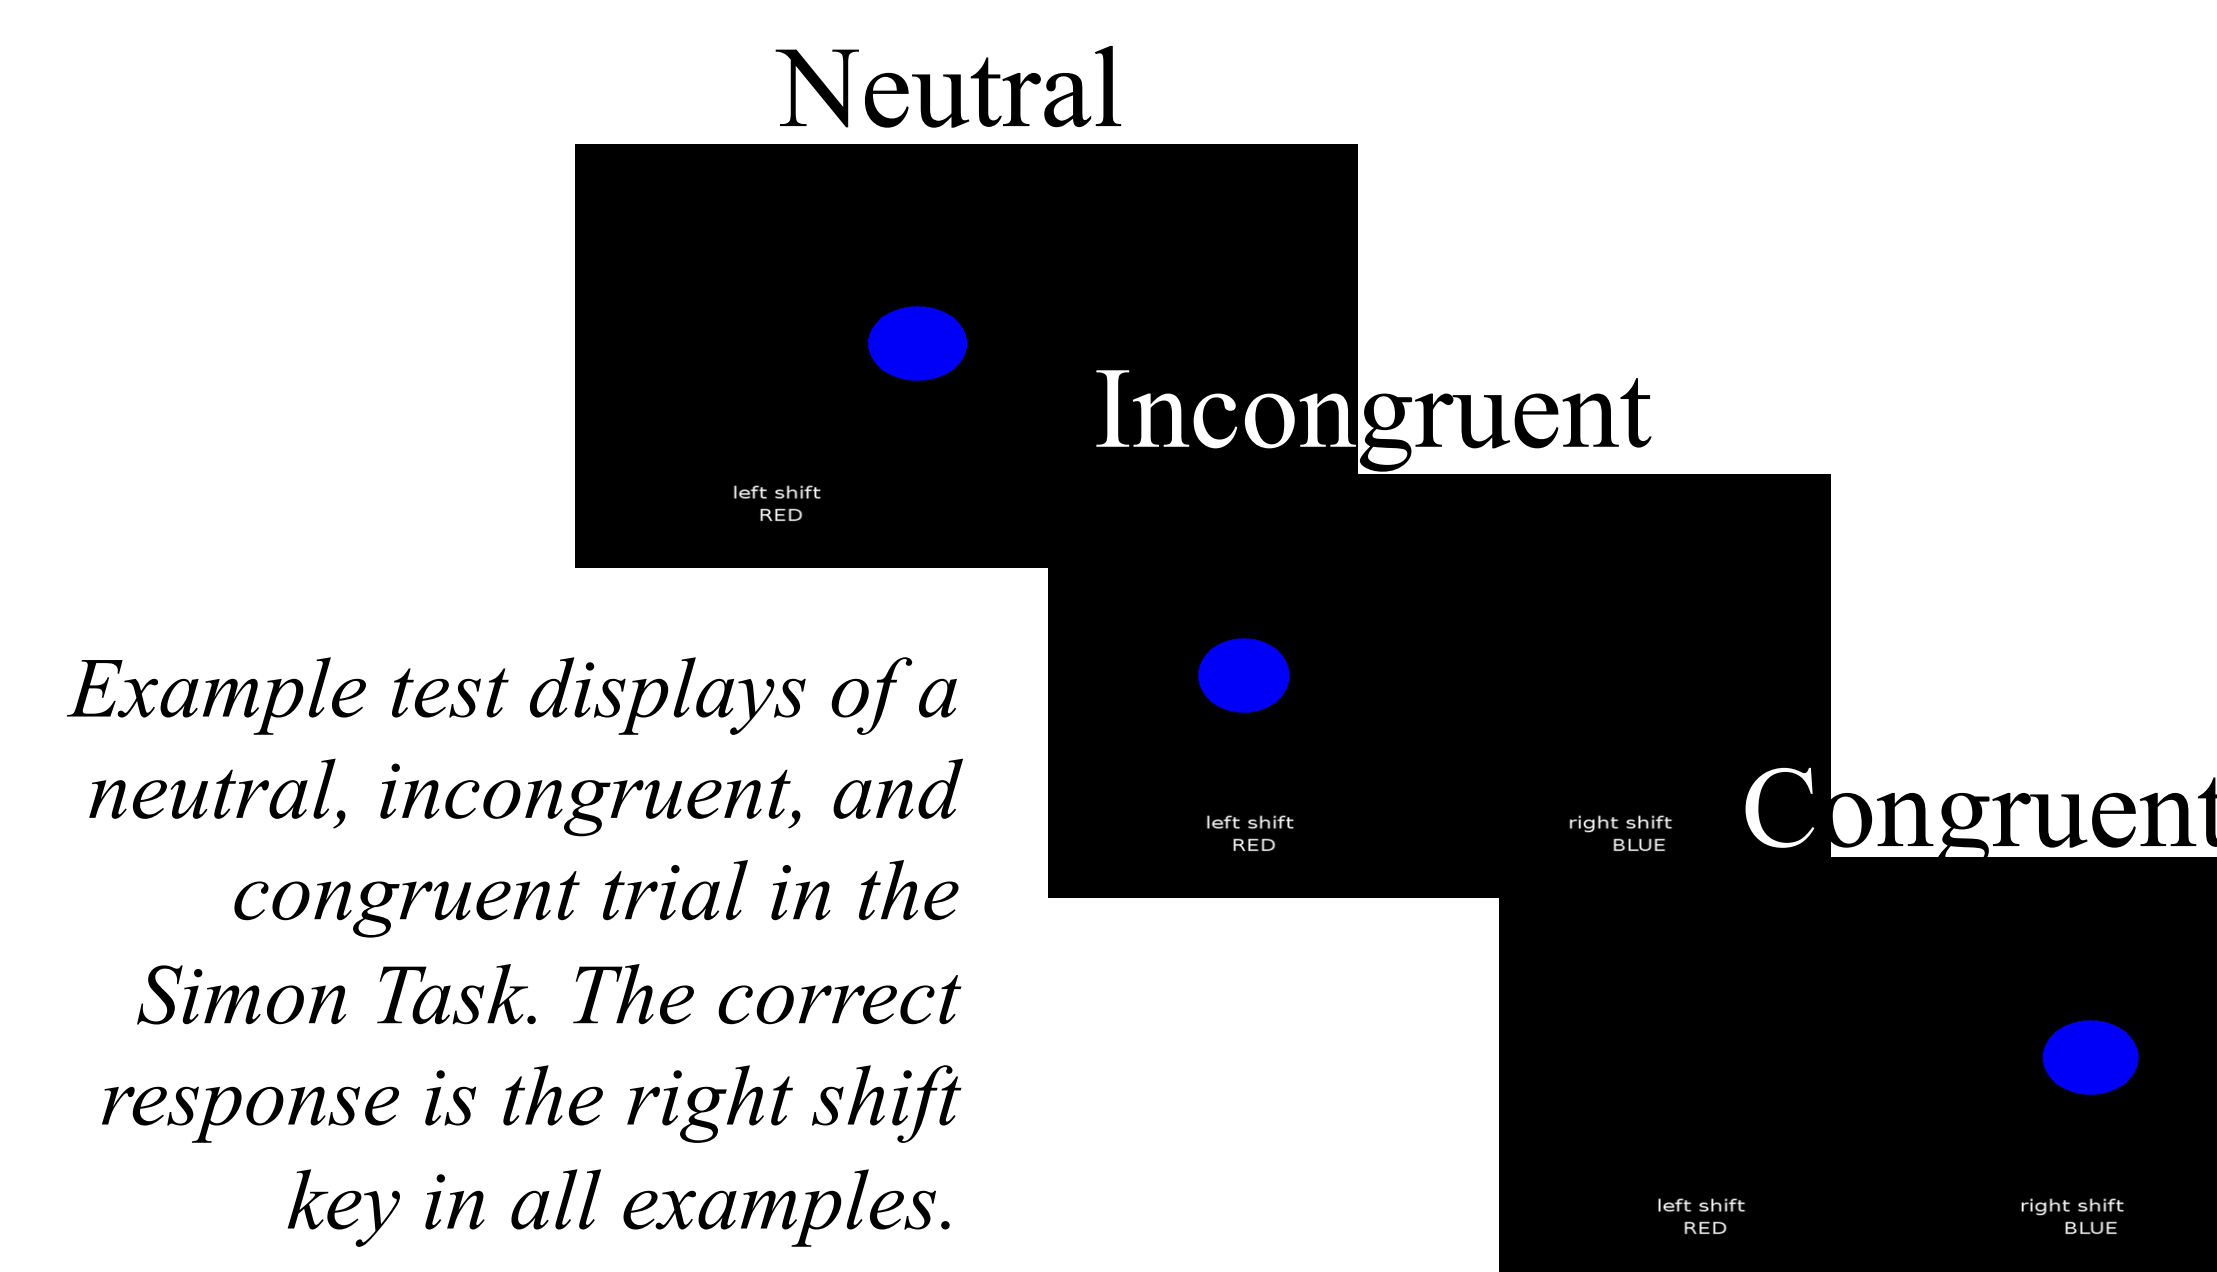 Neutral
left shift
RED
Incongruent
left shift
RED
right shift
BLUE
Congruent
left shift
RED
right shift
BLUE
Example test displays of a
neutral, incongruent, and
congruent trial in the
Simon Task. The correct
response is the right shift
key in all examples.